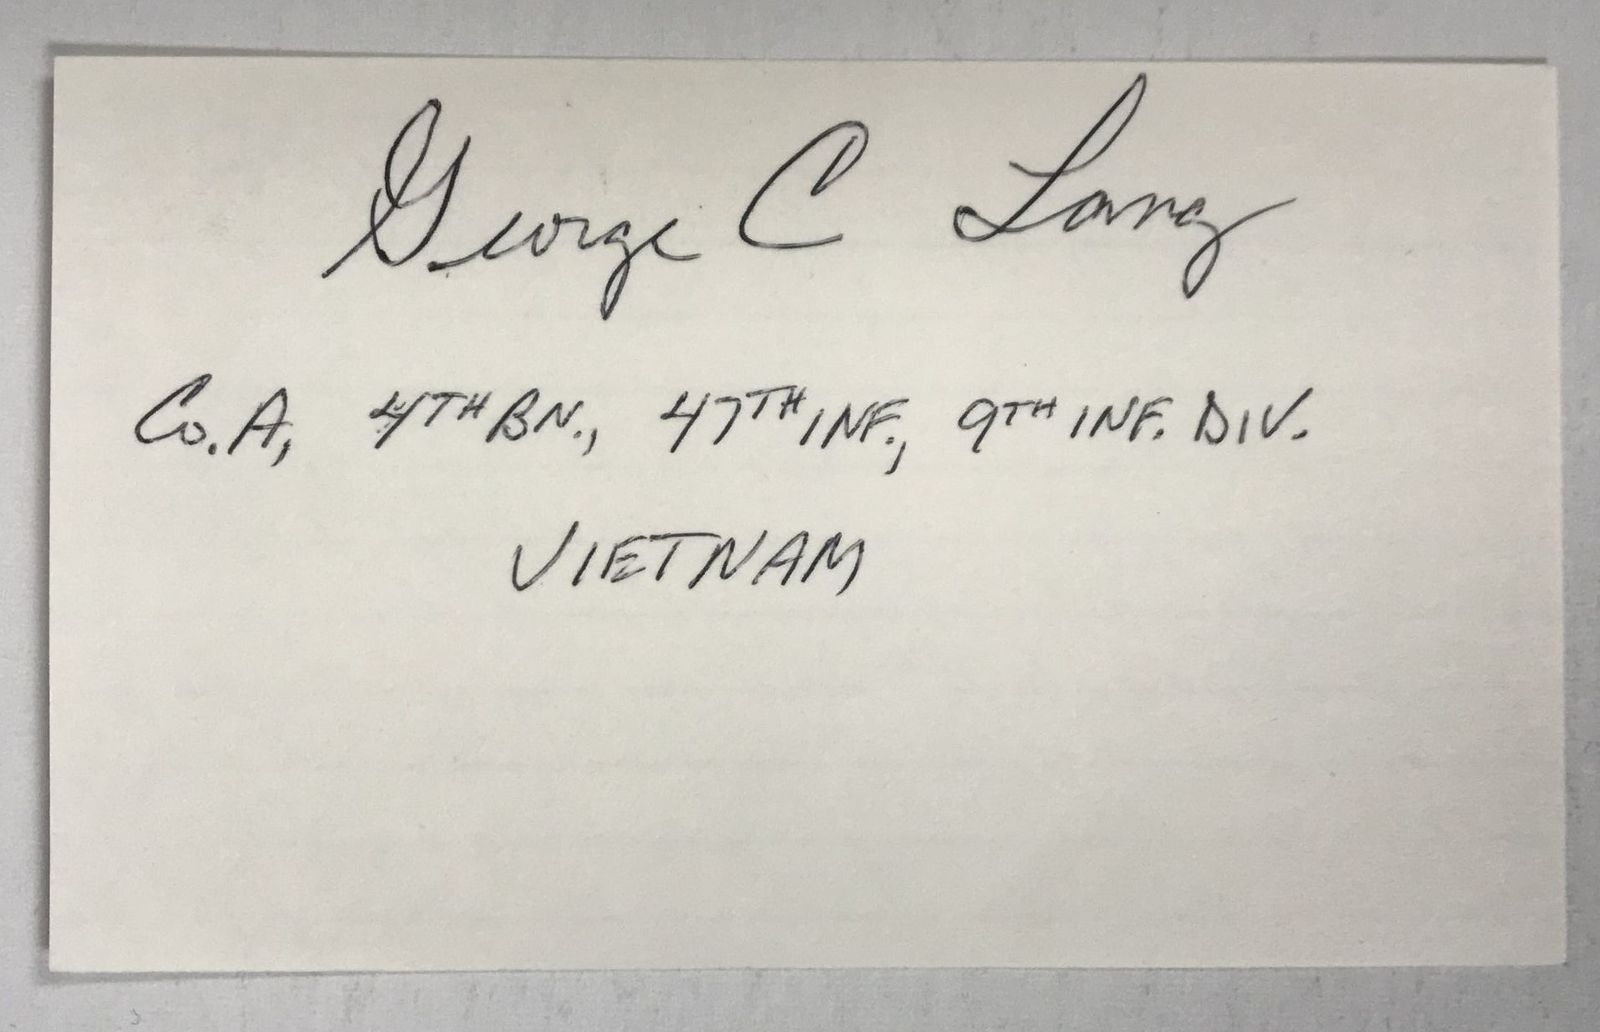 George C Lang
Co. A, 4TH BN., 47TH INF., 9TH INF. DIV.
VIETNAM